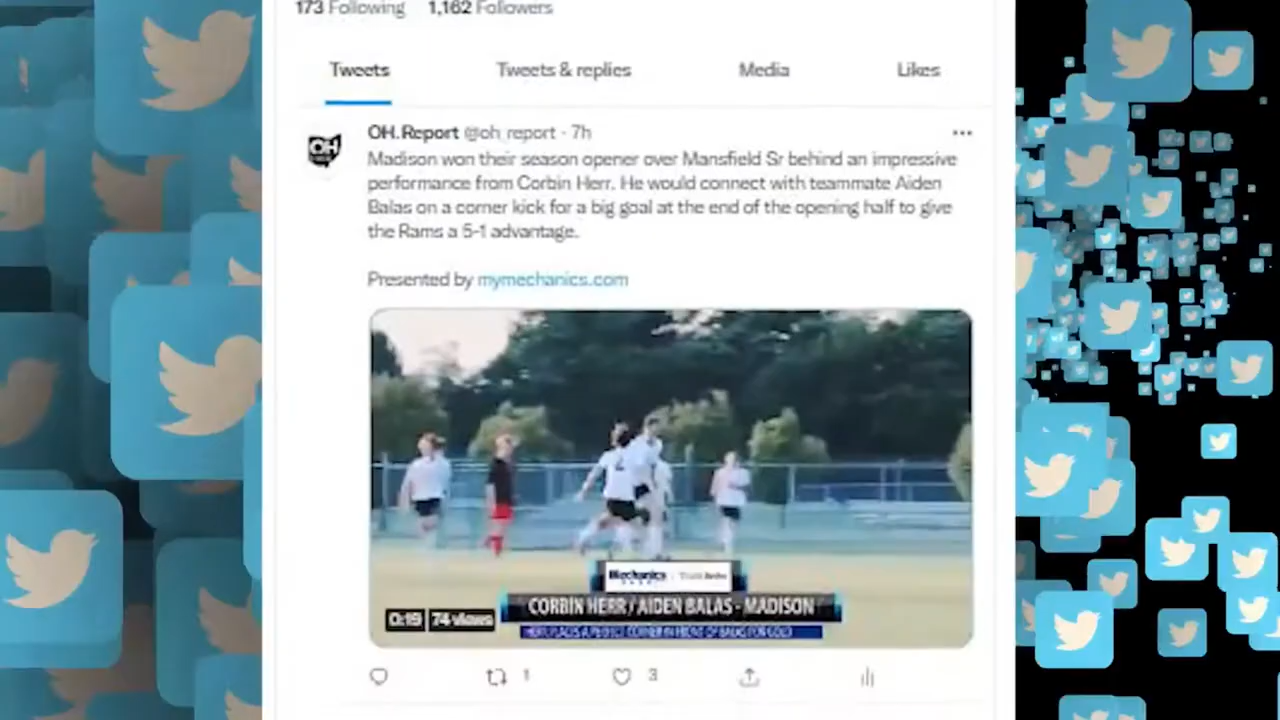 173 Following 1,162 Followers
Tweets Tweets & replies Media Likes
OH
OH.Report @oh_report · 7h
Madison won their season opener over Mansfield Sr behind an impressive
performance from Corbin Herr. He would connect with teammate Aiden
Balas on a corner kick for a big goal at the end of the opening half to give
the Rams a 5-1 advantage.
Presented by mymechanics.com
Mechanics
CORBIN HERR / AIDEN BALAS - MADISON
HERR PLACES A PERFECT CORNER IN FRONT OF BALAS FOR GOLD
0:19 74 views
1 3